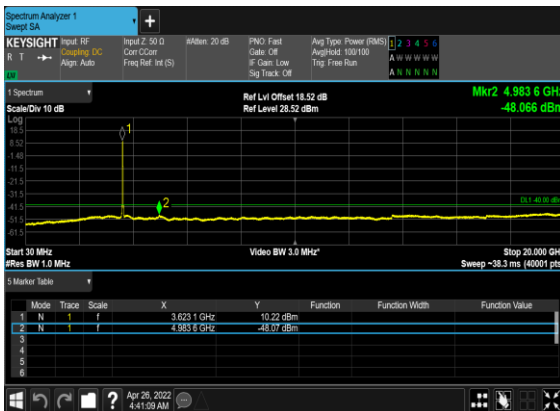 Spectrum Analyzer 1
Swept SA
+
KEYSIGHT Input: RF Input Z: 50 Ω #Atten: 20 dB PNO: Fast Avg Type: Power (RMS) 1 2 3 4 5 6
R T Coupling: DC Corr CCorr Gate: Off Avg|Hold: 100/100 A W W W W W
Align: Auto Freq Ref: Int (S) IF Gain: Low Trig: Free Run
Sig Track: Off A N N N N N
LV
1 Spectrum Ref Lvl Offset 18.52 dB Mkr2 4.983 6 GHz
Scale/Div 10 dB Ref Level 28.52 dBm -48.066 dBm
Log
1
18.5
8.52
-1.48
-11.5
-21.5
-31.5
2
DL1 -40.00 dBm
-41.5
-51.5
-61.5
Start 30 MHz Video BW 3.0 MHz* Stop 20.000 GHz
#Res BW 1.0 MHz Sweep ~38.3 ms (40001 pts)
5 Marker Table
Mode Trace Scale X Y Function Function Width Function Value
1 N 1 f 3.623 1 GHz 10.22 dBm
2 N 1 f 4.983 6 GHz -48.07 dBm
3
4
5
6
? Apr 26, 2022
4:41:09 AM